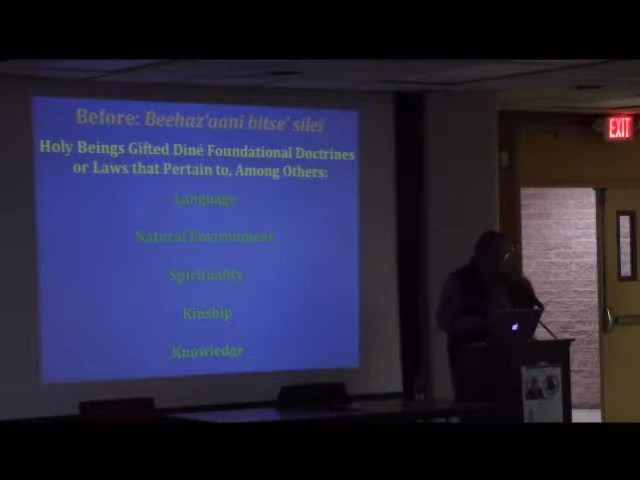 Before: Beehaz'aani bitse' silei
Holy Beings Gifted Diné Foundational Doctrines
or Laws that Pertain to, Among Others:
Language
Natural Environment
Spirituality
Kinship
Knowledge
EXIT